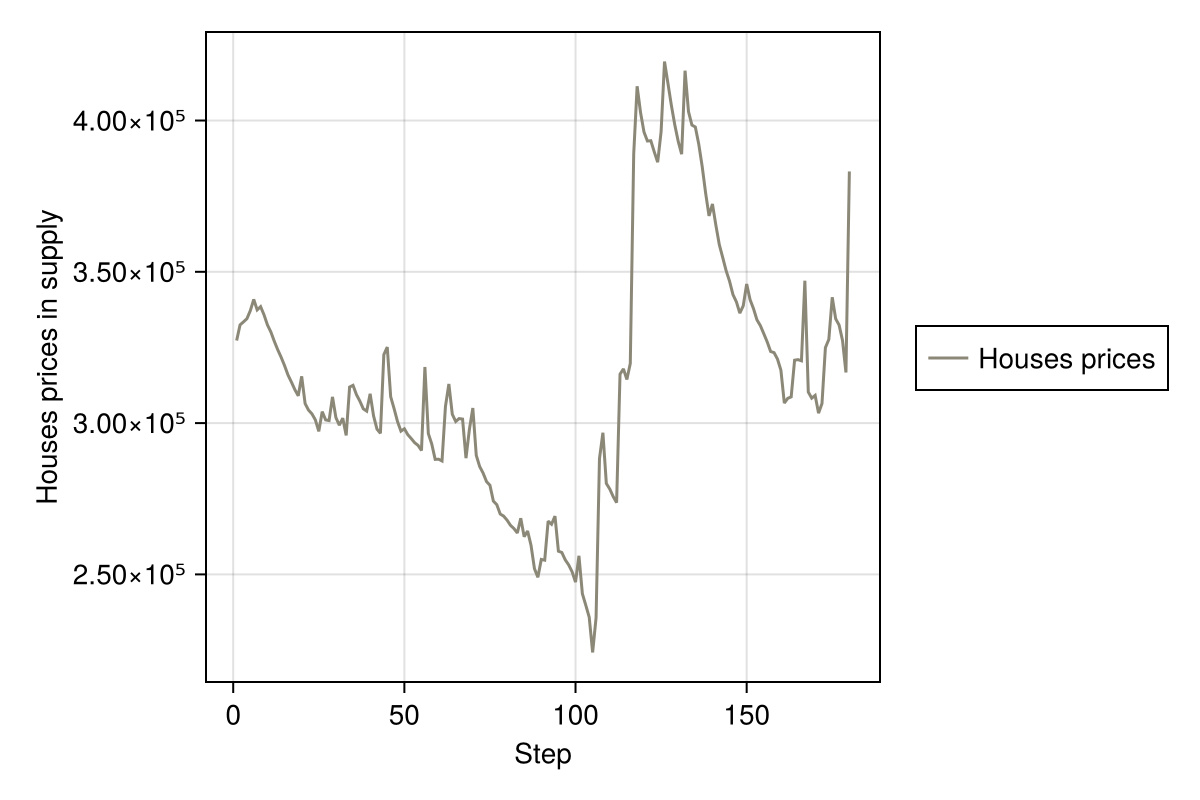 4.00×10⁵
3.50×10⁵
3.00×10⁵
2.50×10⁵
Houses prices in supply
0 50 100 150
Step
Houses prices